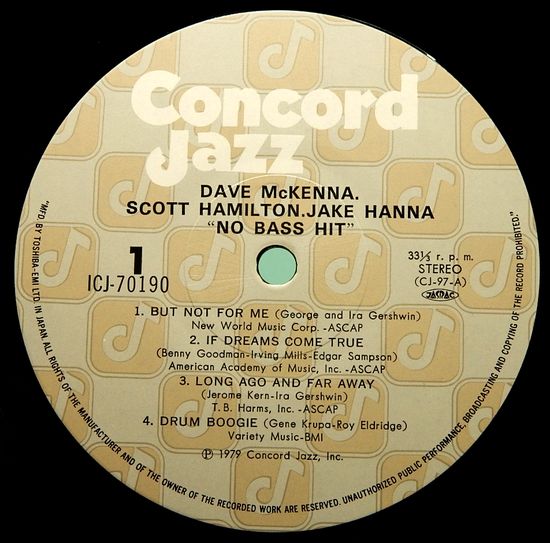 Concord
Jazz
DAVE McKENNA.
SCOTT HAMILTON.JAKE HANNA
"NO BASS HIT"
1
ICJ-70190
33⅓ r. p. m.
STEREO
(CJ-97-A)
JASRAC
1. BUT NOT FOR ME (George and Ira Gershwin)
New World Music Corp. -ASCAP
2. IF DREAMS COME TRUE
(Benny Goodman-Irving Mills-Edgar Sampson)
American Academy of Music, Inc. -ASCAP
3. LONG AGO AND FAR AWAY
(Jerome Kern-Ira Gershwin)
T. B. Harms, Inc. -ASCAP
4. DRUM BOOGIE (Gene Krupa-Roy Eldridge)
Variety Music-BMI
Ⓟ 1979 Concord Jazz, Inc.
"MFD. BY TOSHIBA-EMI LTD. IN JAPAN ALL RIGHTS OF THE MANUFACTURER AND OF THE OWNER OF THE RECORDED WORK ARE RESERVED. UNAUTHORIZED PUBLIC PERFORMANCE, BROADCASTING AND COPYING OF THE RECORD PROHIBITED."